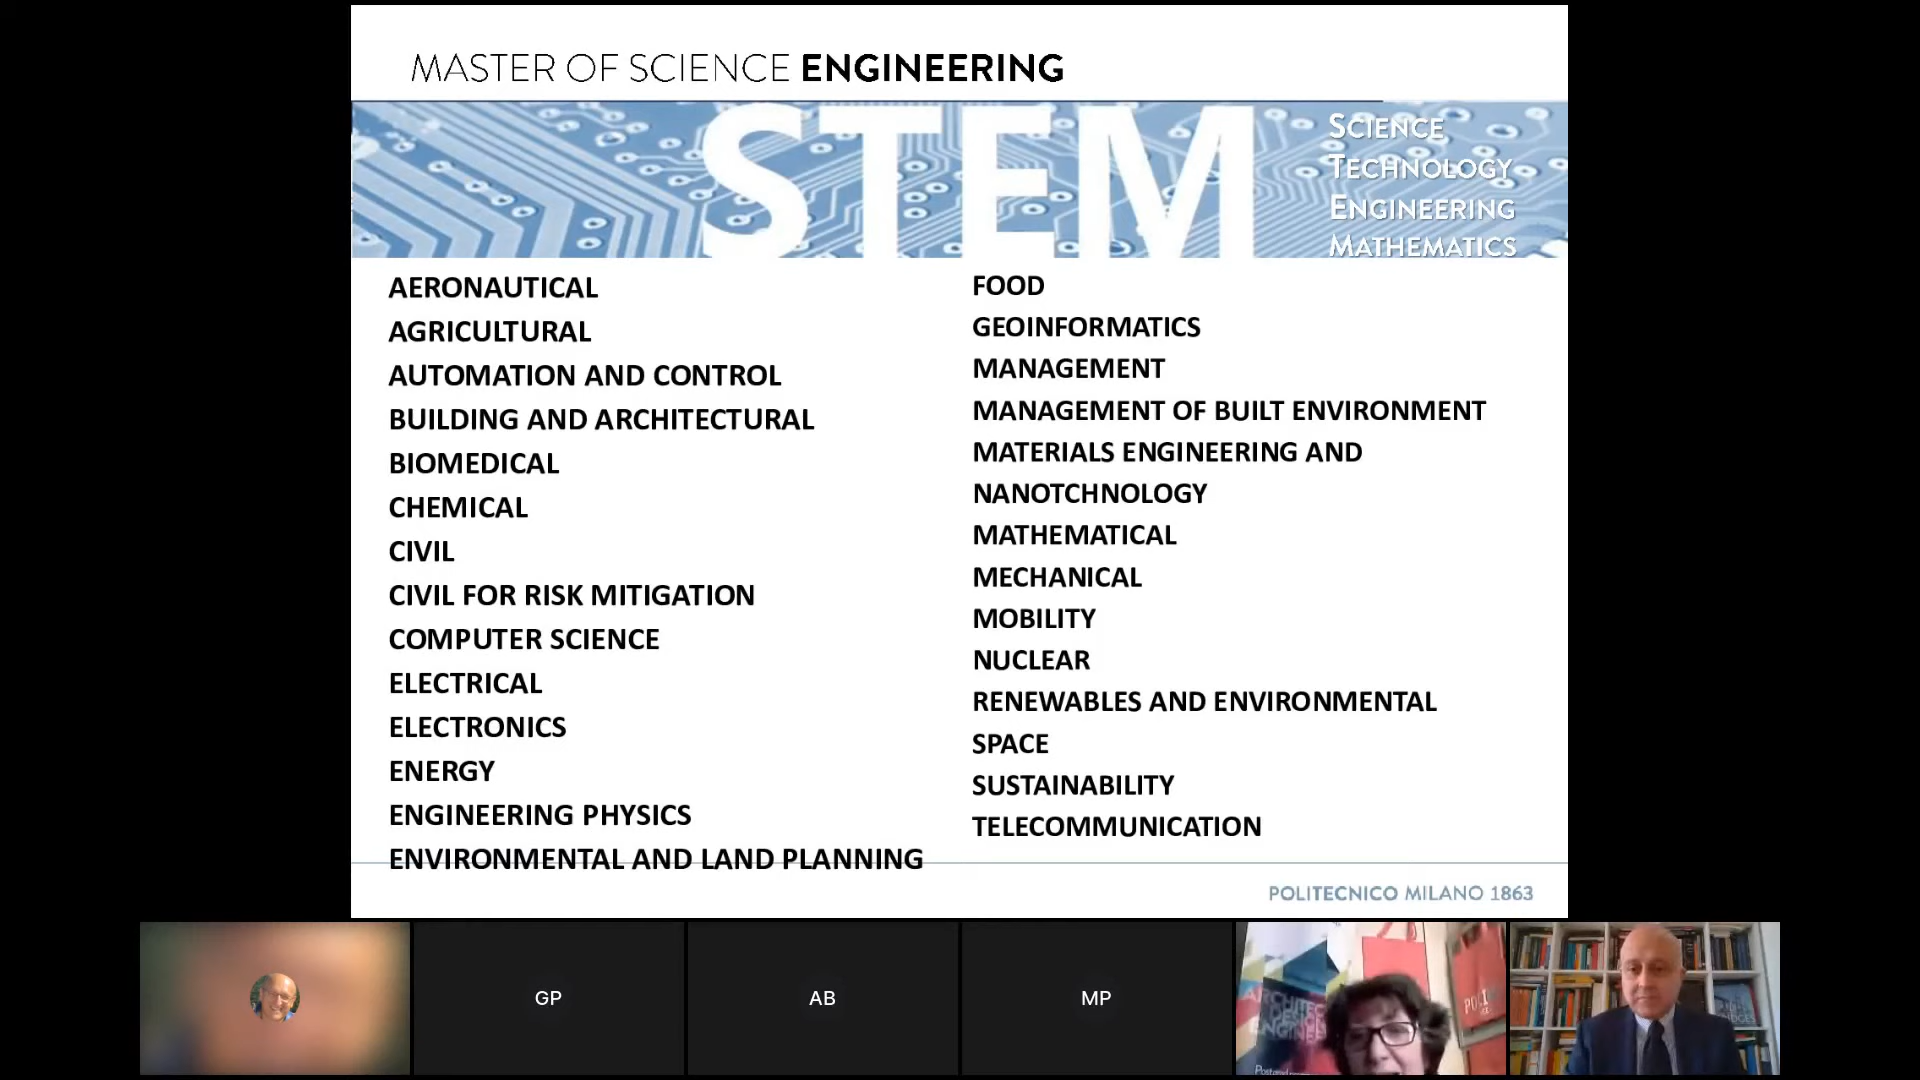 MASTER OF SCIENCE ENGINEERING
STEM
SCIENCE
TECHNOLOGY
ENGINEERING
MATHEMATICS
AERONAUTICAL
AGRICULTURAL
AUTOMATION AND CONTROL
BUILDING AND ARCHITECTURAL
BIOMEDICAL
CHEMICAL
CIVIL
CIVIL FOR RISK MITIGATION
COMPUTER SCIENCE
ELECTRICAL
ELECTRONICS
ENERGY
ENGINEERING PHYSICS
ENVIRONMENTAL AND LAND PLANNING
FOOD
GEOINFORMATICS
MANAGEMENT
MANAGEMENT OF BUILT ENVIRONMENT
MATERIALS ENGINEERING AND
NANOTCHNOLOGY
MATHEMATICAL
MECHANICAL
MOBILITY
NUCLEAR
RENEWABLES AND ENVIRONMENTAL
SPACE
SUSTAINABILITY
TELECOMMUNICATION
POLITECNICO MILANO 1863
GP
AB
MP